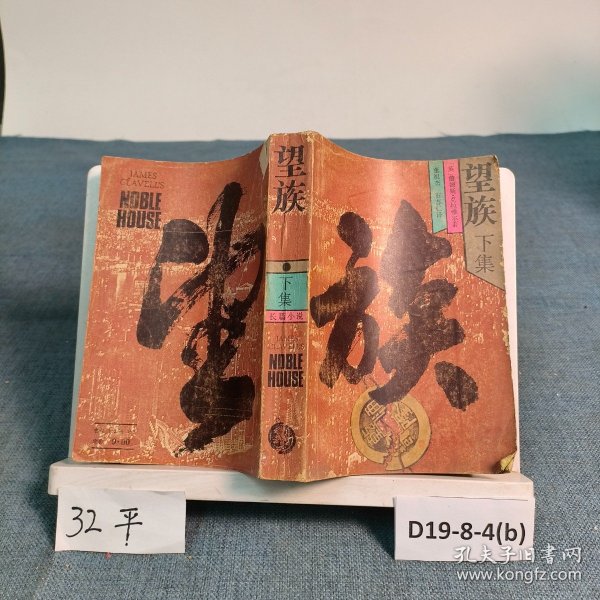 JAMES
CLAVELL'S
NOBLE
HOUSE
望
望族
下集
长篇小说
NOBLE
HOUSE
族
望族
下集
32平
D19-8-4(b)
孔夫子旧书网
www.kongfz.com